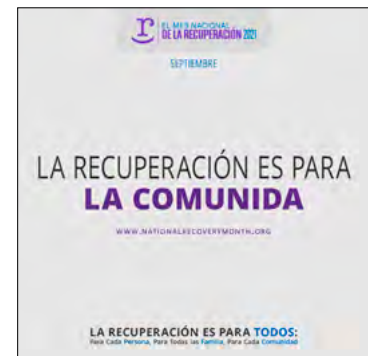 r
EL MES NACIONAL
DE LA RECUPERACIÓN 2021
SEPTIEMBRE
LA RECUPERACIÓN ES PARA
LA COMUNIDA
WWW.NATIONALRECOVERYMONTH.ORG
LA RECUPERACIÓN ES PARA TODOS:
Para Cada Persona, Para Todas las Familia, Para Cada Comunidad